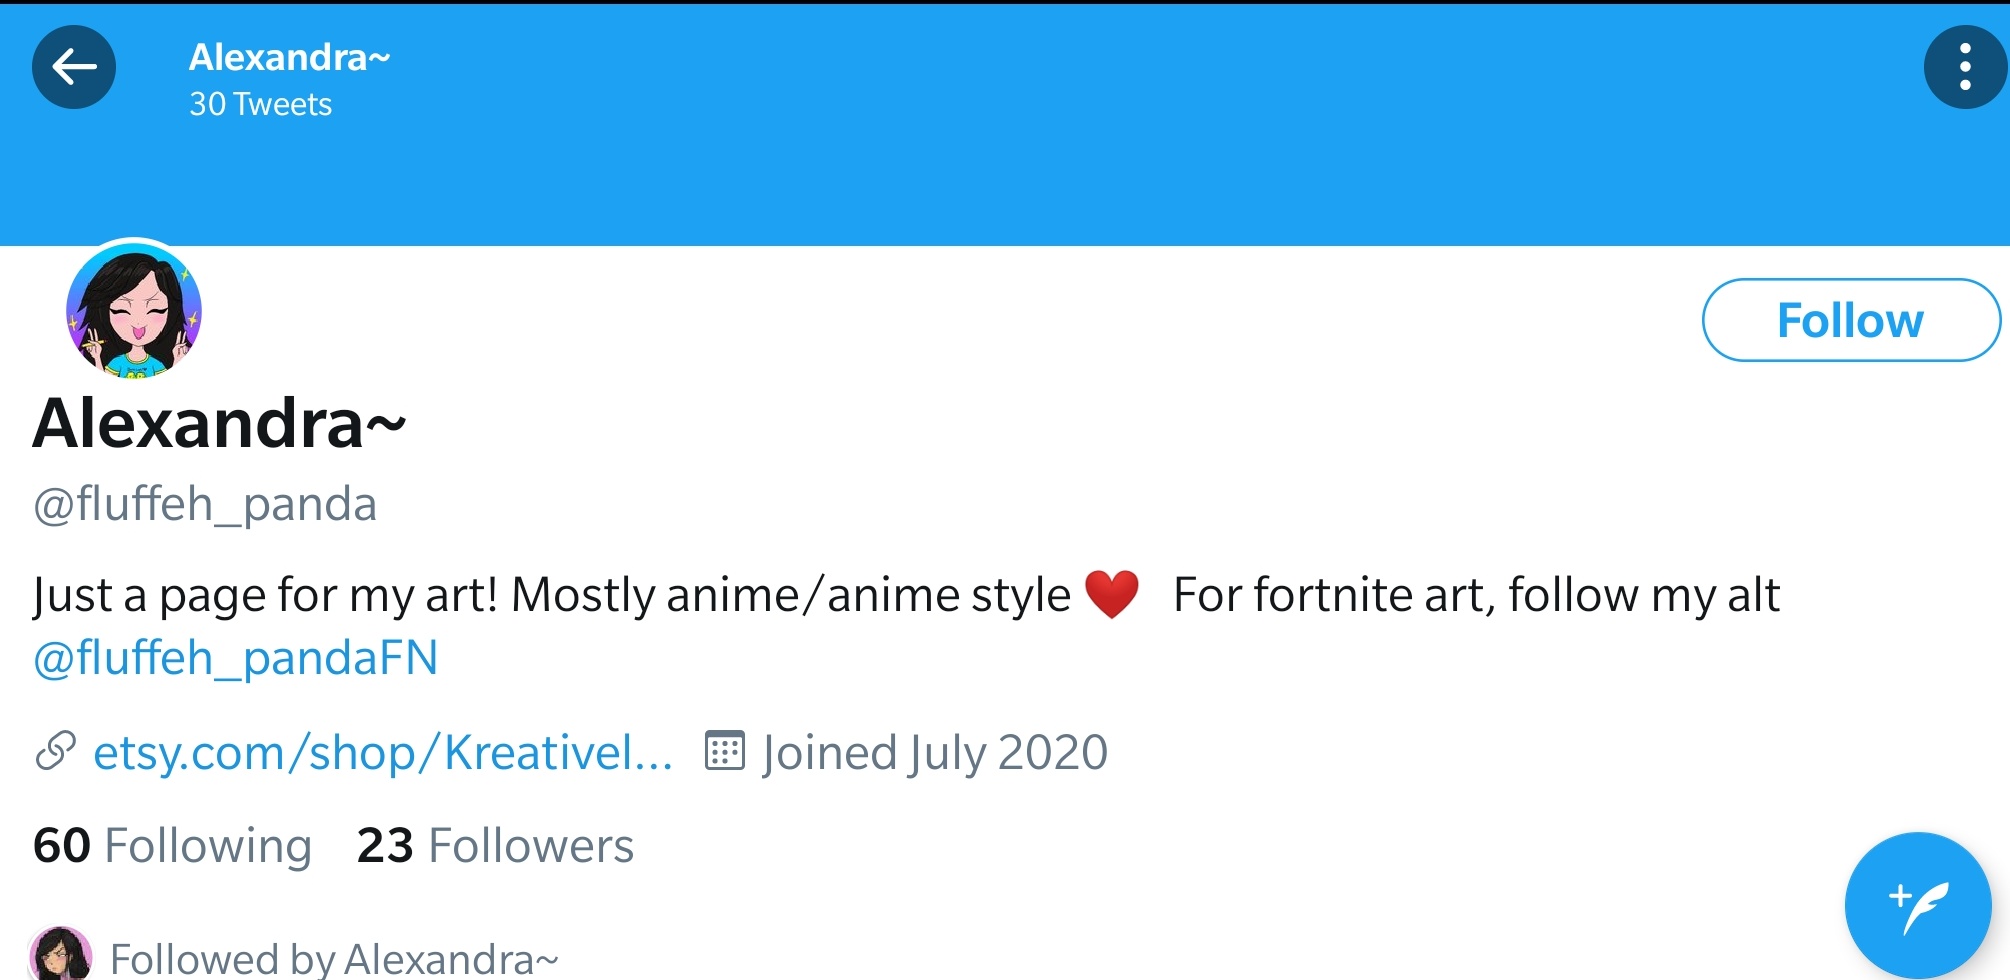 Alexandra~
30 Tweets
Follow
Alexandra~
@fluffeh_panda
Just a page for my art! Mostly anime/anime style ❤️ For fortnite art, follow my alt
@fluffeh_pandaFN
etsy.com/shop/Kreativel... Joined July 2020
60 Following 23 Followers
Followed by Alexandra~